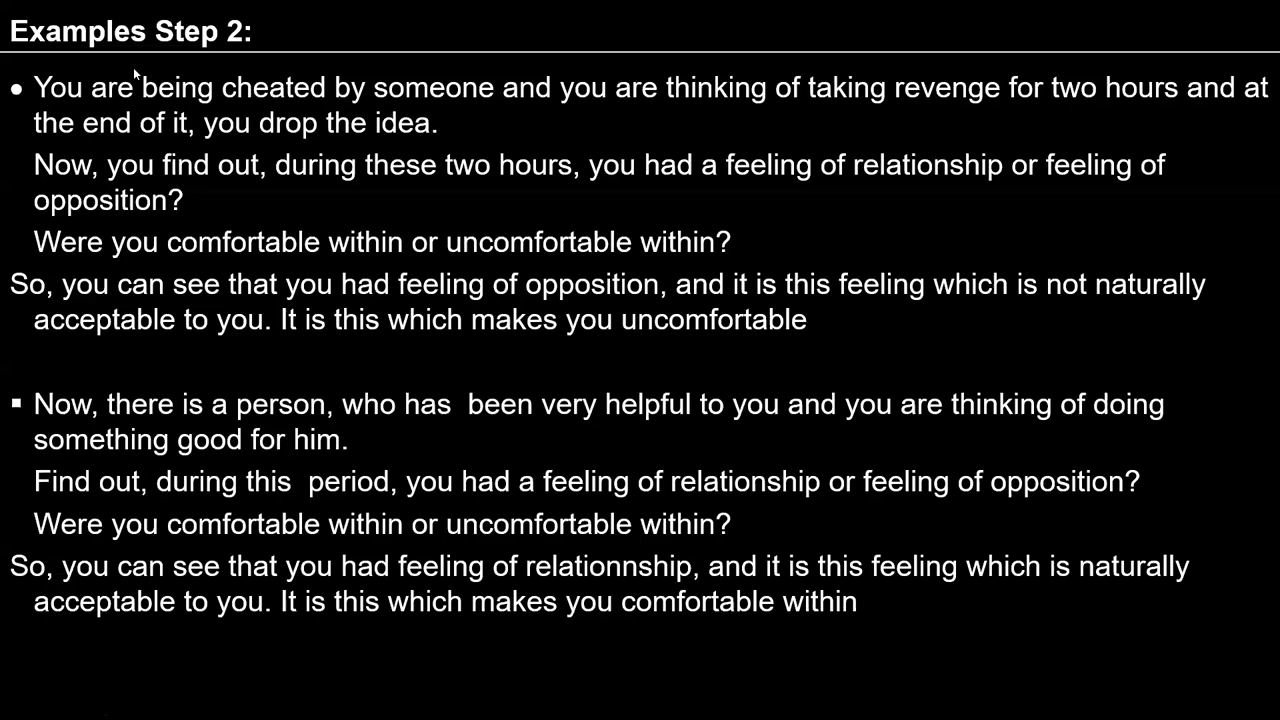 Examples Step 2:
● You are being cheated by someone and you are thinking of taking revenge for two hours and at
the end of it, you drop the idea.
Now, you find out, during these two hours, you had a feeling of relationship or feeling of
opposition?
Were you comfortable within or uncomfortable within?
So, you can see that you had feeling of opposition, and it is this feeling which is not naturally
acceptable to you. It is this which makes you uncomfortable
▪ Now, there is a person, who has  been very helpful to you and you are thinking of doing
something good for him.
Find out, during this  period, you had a feeling of relationship or feeling of opposition?
Were you comfortable within or uncomfortable within?
So, you can see that you had feeling of relationnship, and it is this feeling which is naturally
acceptable to you. It is this which makes you comfortable within